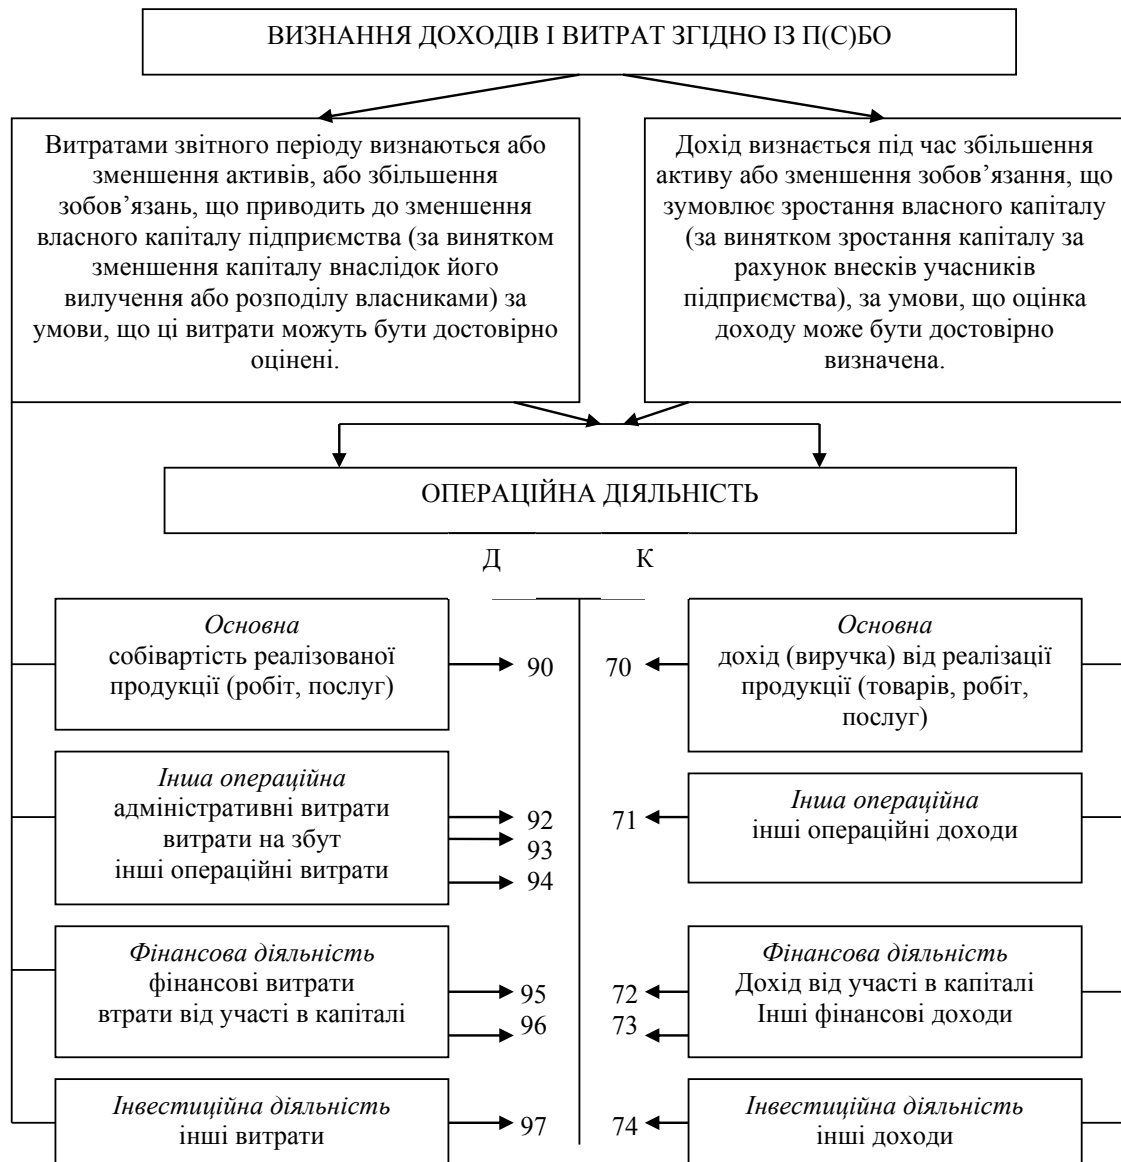 ВИЗНАННЯ ДОХОДІВ І ВИТРАТ ЗГІДНО ІЗ П(С)БО
Витратами звітного періоду визнаються або
зменшення активів, або збільшення
зобов’язань, що приводить до зменшення
власного капіталу підприємства (за винятком
зменшення капіталу внаслідок його
вилучення або розподілу власниками) за
умови, що ці витрати можуть бути достовірно
оцінені.
Дохід визнається під час збільшення
активу або зменшення зобов’язання, що
зумовлює зростання власного капіталу
(за винятком зростання капіталу за
рахунок внесків учасників
підприємства), за умови, що оцінка
доходу може бути достовірно
визначена.
ОПЕРАЦІЙНА ДІЯЛЬНІСТЬ
Д К
Основна
собівартість реалізованої
продукції (робіт, послуг)
90 70
Основна
дохід (виручка) від реалізації
продукції (товарів, робіт,
послуг)
Інша операційна
адміністративні витрати
витрати на збут
інші операційні витрати
92 71
93
94
Інша операційна
інші операційні доходи
Фінансова діяльність
фінансові витрати
втрати від участі в капіталі
95 72
96 73
Фінансова діяльність
Дохід від участі в капіталі
Інші фінансові доходи
Інвестиційна діяльність
інші витрати
97 74
Інвестиційна діяльність
інші доходи